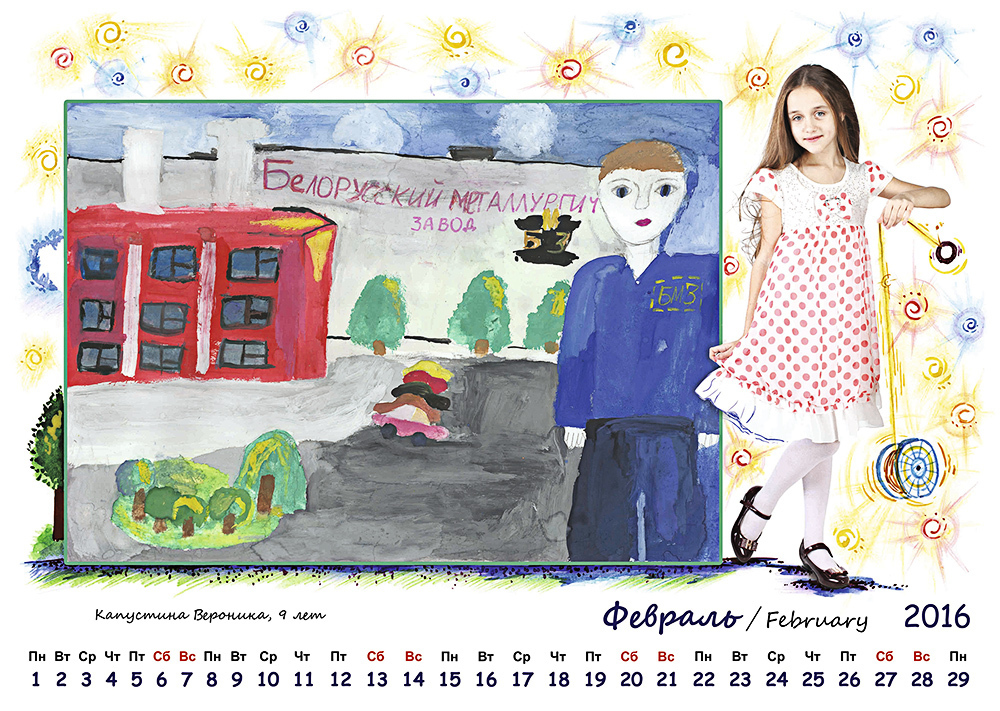 БЕЛОРУССКИЙ МЕТАЛЛУРГИЧ
ЗАВОД
БМЗ
Капустина Вероника, 9 лет
Февраль / February 2016
Пн Вт Ср Чт Пт Сб Вс Пн Вт Ср Чт Пт Сб Вс Пн Вт Ср Чт Пт Сб Вс Пн Вт Ср Чт Пт Сб Вс Пн
1 2 3 4 5 6 7 8 9 10 11 12 13 14 15 16 17 18 19 20 21 22 23 24 25 26 27 28 29